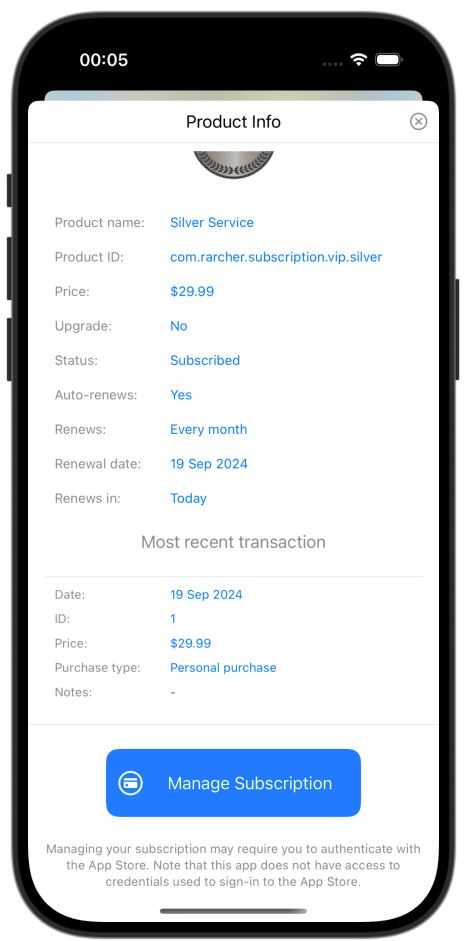 00:05
Product Info
Product name: Silver Service
Product ID: com.rarcher.subscription.vip.silver
Price: $29.99
Upgrade: No
Status: Subscribed
Auto-renews: Yes
Renews: Every month
Renewal date: 19 Sep 2024
Renews in: Today
Most recent transaction
Date: 19 Sep 2024
ID: 1
Price: $29.99
Purchase type: Personal purchase
Notes: -
Manage Subscription
Managing your subscription may require you to authenticate with
the App Store. Note that this app does not have access to
credentials used to sign-in to the App Store.